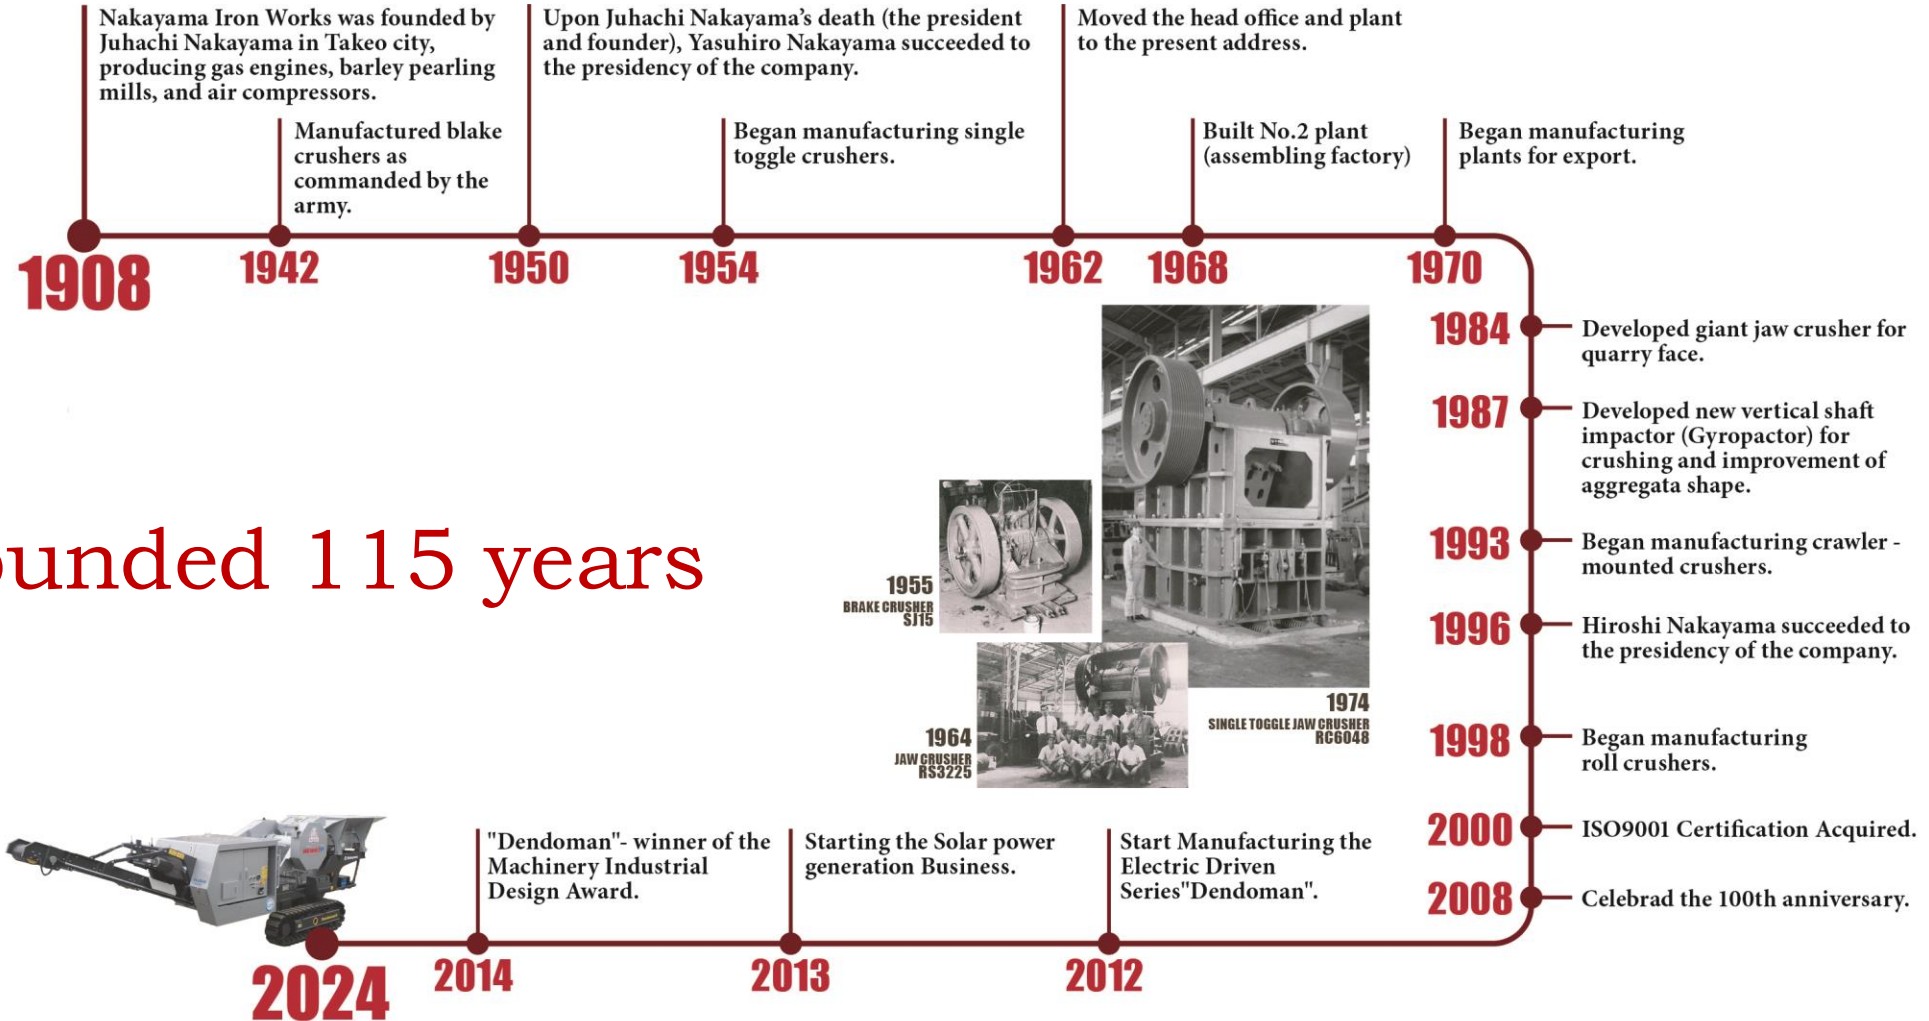 Nakayama Iron Works was founded by
Juhachi Nakayama in Takeo city,
producing gas engines, barley pearling
mills, and air compressors.
Upon Juhachi Nakayama’s death (the president
and founder), Yasuhiro Nakayama succeeded to
the presidency of the company.
Moved the head office and plant
to the present address.
Manufactured blake
crushers as
commanded by the
army.
Began manufacturing single
toggle crushers.
Built No.2 plant
(assembling factory)
Began manufacturing
plants for export.
1908
1942
1950
1954
1962
1968
1970
1984
Developed giant jaw crusher for
quarry face.
1987
Developed new vertical shaft
impactor (Gyropactor) for
crushing and improvement of
aggregata shape.
1993
Began manufacturing crawler -
mounted crushers.
1996
Hiroshi Nakayama succeeded to
the presidency of the company.
1998
Began manufacturing
roll crushers.
2000
ISO9001 Certification Acquired.
2008
Celebrad the 100th anniversary.
ounded 115 years
1955
BRAKE CRUSHER
SJ15
1964
JAW CRUSHER
RS3225
1974
SINGLE TOGGLE JAW CRUSHER
RC6048
"Dendoman"- winner of the
Machinery Industrial
Design Award.
Starting the Solar power
generation Business.
Start Manufacturing the
Electric Driven
Series"Dendoman".
2024
2014
2013
2012